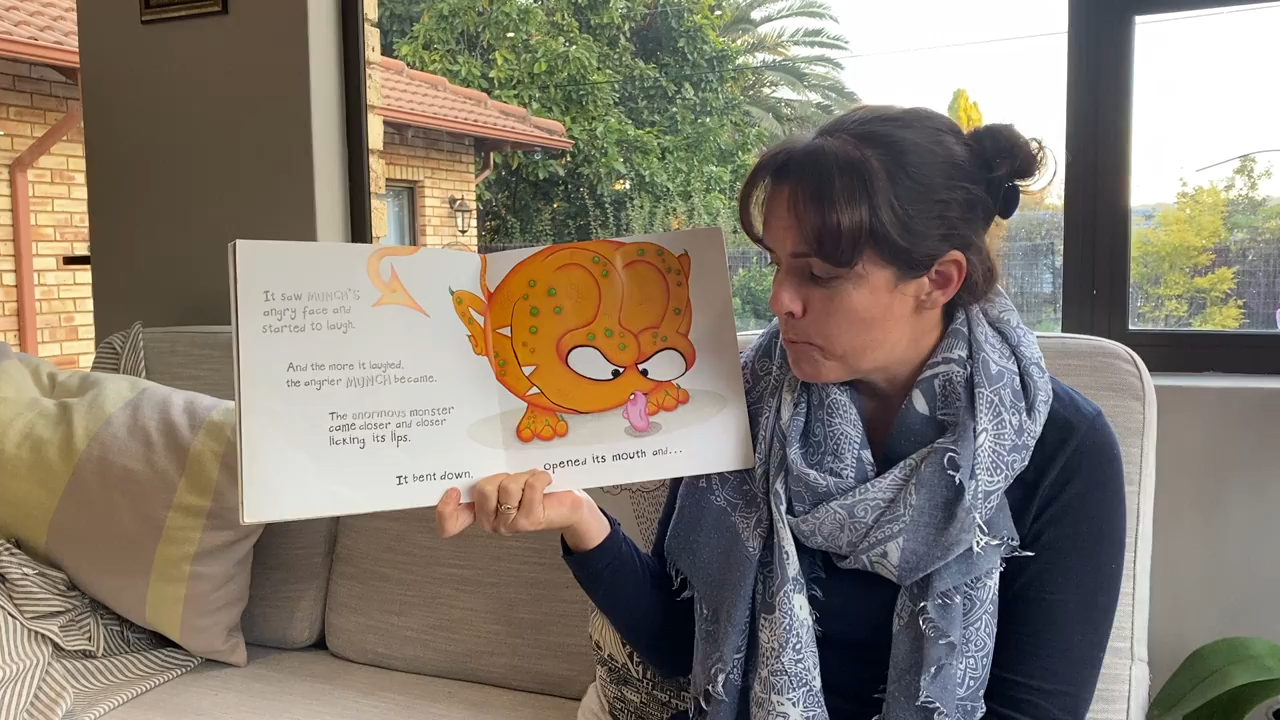 It saw MUNCH'S
angry face and
started to laugh.
And the more it laughed,
the angrier MUNCH became.
The enormous monster
came closer and closer
licking its lips.
It bent down.
opened its mouth and...